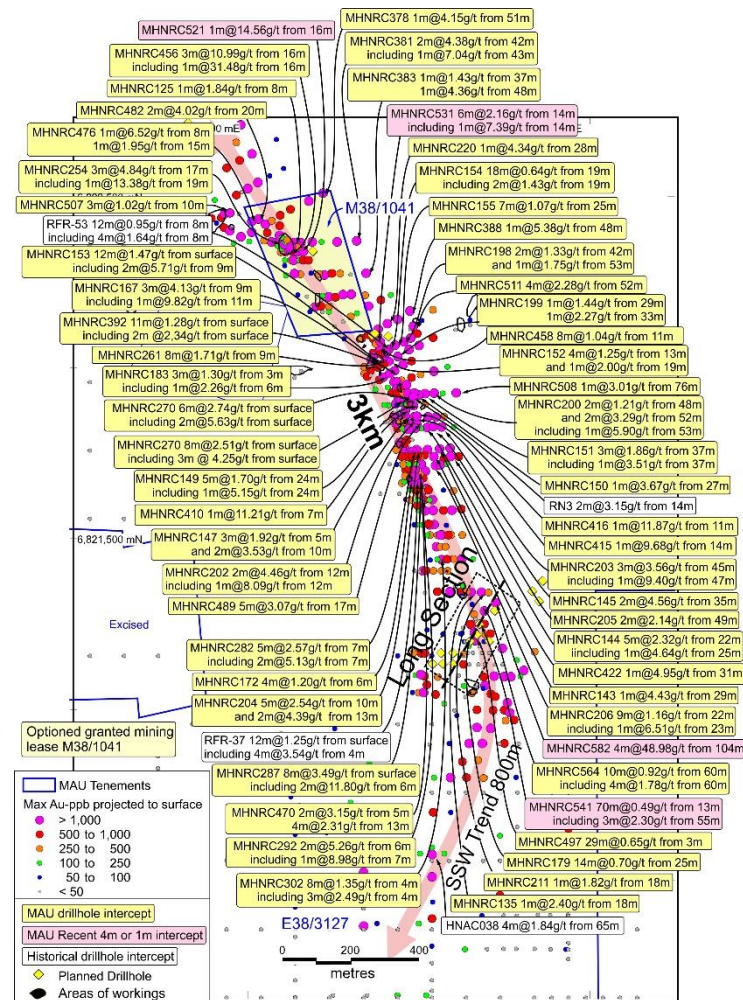 MHNRC521 1m@14.56g/t from 16m
MHNRC456 3m@10.99g/t from 16m
including 1m@31.48g/t from 16m
MHNRC125 1m@1.84g/t from 8m
MHNRC482 2m@4.02g/t from 20m
MHNRC476 1m@6.52g/t from 8m
1m@1.95g/t from 15m
MHNRC254 3m@4.84g/t from 17m
including 1m@13.38g/t from 19m
MHNRC507 3m@1.02g/t from 10m
RFR-53 12m@0.95g/t from 8m
including 4m@1.64g/t from 8m
MHNRC153 12m@1.47g/t from surface
including 2m@5.71g/t from 9m
MHNRC167 3m@4.13g/t from 9m
including 1m@9.82g/t from 11m
MHNRC392 11m@1.28g/t from surface
including 2m @2.34g/t from surface
MHNRC261 8m@1.71g/t from 9m
MHNRC183 3m@1.30g/t from 3m
including 1m@2.26g/t from 6m
MHNRC270 6m@2.74g/t from surface
including 2m@5.63g/t from surface
MHNRC270 8m@2.51g/t from surface
including 3m @ 4.25g/t from surface
MHNRC149 5m@1.70g/t from 24m
including 1m@5.15g/t from 24m
MHNRC410 1m@11.21g/t from 7m
MHNRC147 3m@1.92g/t from 5m
and 2m@3.53g/t from 10m
MHNRC202 2m@4.46g/t from 12m
including 1m@8.09g/t from 12m
MHNRC489 5m@3.07g/t from 17m
MHNRC282 5m@2.57g/t from 7m
including 2m@5.13g/t from 7m
MHNRC172 4m@1.20g/t from 6m
MHNRC204 5m@2.54g/t from 10m
and 2m@4.39g/t from 13m
RFR-37 12m@1.25g/t from surface
including 4m@3.54g/t from 4m
MHNRC287 8m@3.49g/t from surface
including 2m@11.80g/t from 6m
MHNRC470 2m@3.15g/t from 5m
4m@2.31g/t from 13m
MHNRC292 2m@5.26g/t from 6m
including 1m@8.98g/t from 7m
MHNRC302 8m@1.35g/t from 4m
including 3m@2.49g/t from 4m
MHNRC378 1m@4.15g/t from 51m
MHNRC381 2m@4.38g/t from 42m
including 1m@7.04g/t from 43m
MHNRC383 1m@1.43g/t from 37m
1m@4.36g/t from 48m
MHNRC531 6m@2.16g/t from 14m
including 1m@7.39g/t from 14m
MHNRC220 1m@4.34g/t from 28m
MHNRC154 18m@0.64g/t from 19m
including 2m@1.43g/t from 19m
MHNRC155 7m@1.07g/t from 25m
MHNRC388 1m@5.38g/t from 48m
MHNRC198 2m@1.33g/t from 42m
and 1m@1.75g/t from 53m
MHNRC511 4m@2.28g/t from 52m
MHNRC199 1m@1.44g/t from 29m
1m@2.27g/t from 33m
MHNRC458 8m@1.04g/t from 11m
MHNRC152 4m@1.25g/t from 13m
and 1m@2.00g/t from 19m
MHNRC508 1m@3.01g/t from 76m
MHNRC200 2m@1.21g/t from 48m
and 2m@3.29g/t from 52m
including 1m@5.90g/t from 53m
MHNRC151 3m@1.86g/t from 37m
including 1m@3.51g/t from 37m
MHNRC150 1m@3.67g/t from 27m
RN3 2m@3.15g/t from 14m
MHNRC416 1m@11.87g/t from 11m
MHNRC415 1m@9.68g/t from 14m
MHNRC203 3m@3.56g/t from 45m
including 1m@9.40g/t from 47m
MHNRC145 2m@4.56g/t from 35m
MHNRC205 2m@2.14g/t from 49m
MHNRC144 5m@2.32g/t from 22m
including 1m@4.64g/t from 25m
MHNRC422 1m@4.95g/t from 31m
MHNRC143 1m@4.43g/t from 29m
MHNRC206 9m@1.16g/t from 22m
including 1m@6.51g/t from 23m
MHNRC582 4m@48.98g/t from 104m
MHNRC564 10m@0.92g/t from 60m
including 4m@1.78g/t from 60m
MHNRC541 70m@0.49g/t from 13m
including 3m@2.30g/t from 55m
MHNRC497 29m@0.65g/t from 3m
MHNRC179 14m@0.70g/t from 25m
MHNRC211 1m@1.82g/t from 18m
MHNRC135 1m@2.40g/t from 18m
HNAC038 4m@1.84g/t from 65m
00 mE
mE
M38/1041
3km
6,821,500 mN
Long Section
Excised
SSW Trend 800m
E38/3127
Optioned granted mining
lease M38/1041
MAU Tenements
Max Au-ppb projected to surface
> 1,000
500 to 1,000
250 to 500
100 to 250
50 to 100
< 50
MAU drillhole intercept
MAU Recent 4m or 1m intercept
Historical drillhole intercept
Planned Drillhole
Areas of workings
0 200 400
metres